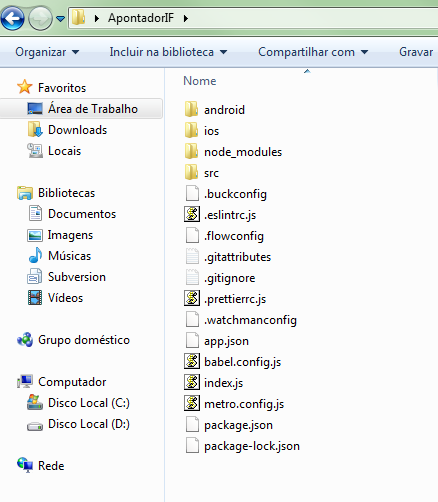 ApontadorIF
Organizar Incluir na biblioteca Compartilhar com Gravar
Nome
Favoritos
Área de Trabalho
Downloads
Locais
Bibliotecas
Documentos
Imagens
Músicas
Subversion
Vídeos
Grupo doméstico
Computador
Disco Local (C:)
Disco Local (D:)
Rede
android
ios
node_modules
src
.buckconfig
.eslintrc.js
.flowconfig
.gitattributes
.gitignore
.prettierrc.js
.watchmanconfig
app.json
babel.config.js
index.js
metro.config.js
package.json
package-lock.json